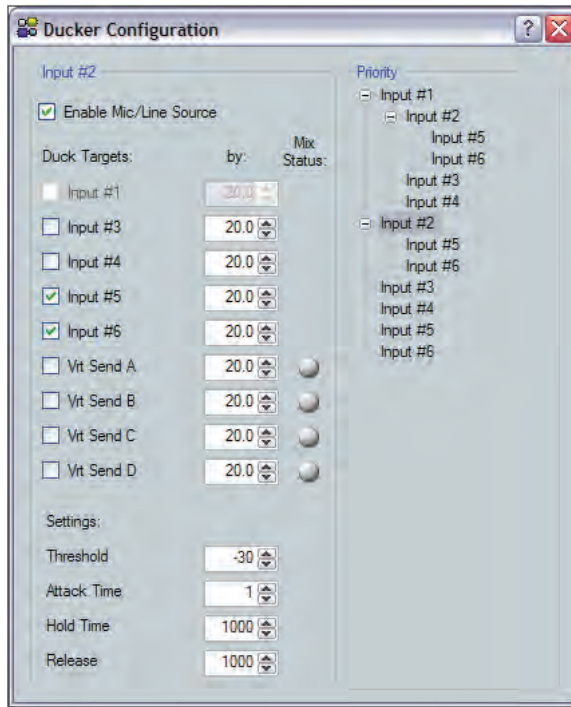 Ducker Configuration
Input #2
Enable Mic/Line Source
Duck Targets: by: Mix Status:
Input #1 20.0
Input #3 20.0
Input #4 20.0
Input #5 20.0
Input #6 20.0
Vrt Send A 20.0
Vrt Send B 20.0
Vrt Send C 20.0
Vrt Send D 20.0
Settings:
Threshold -30
Attack Time 1
Hold Time 1000
Release 1000
Priority
Input #1
Input #2
Input #5
Input #6
Input #3
Input #4
Input #2
Input #5
Input #6
Input #3
Input #4
Input #5
Input #6